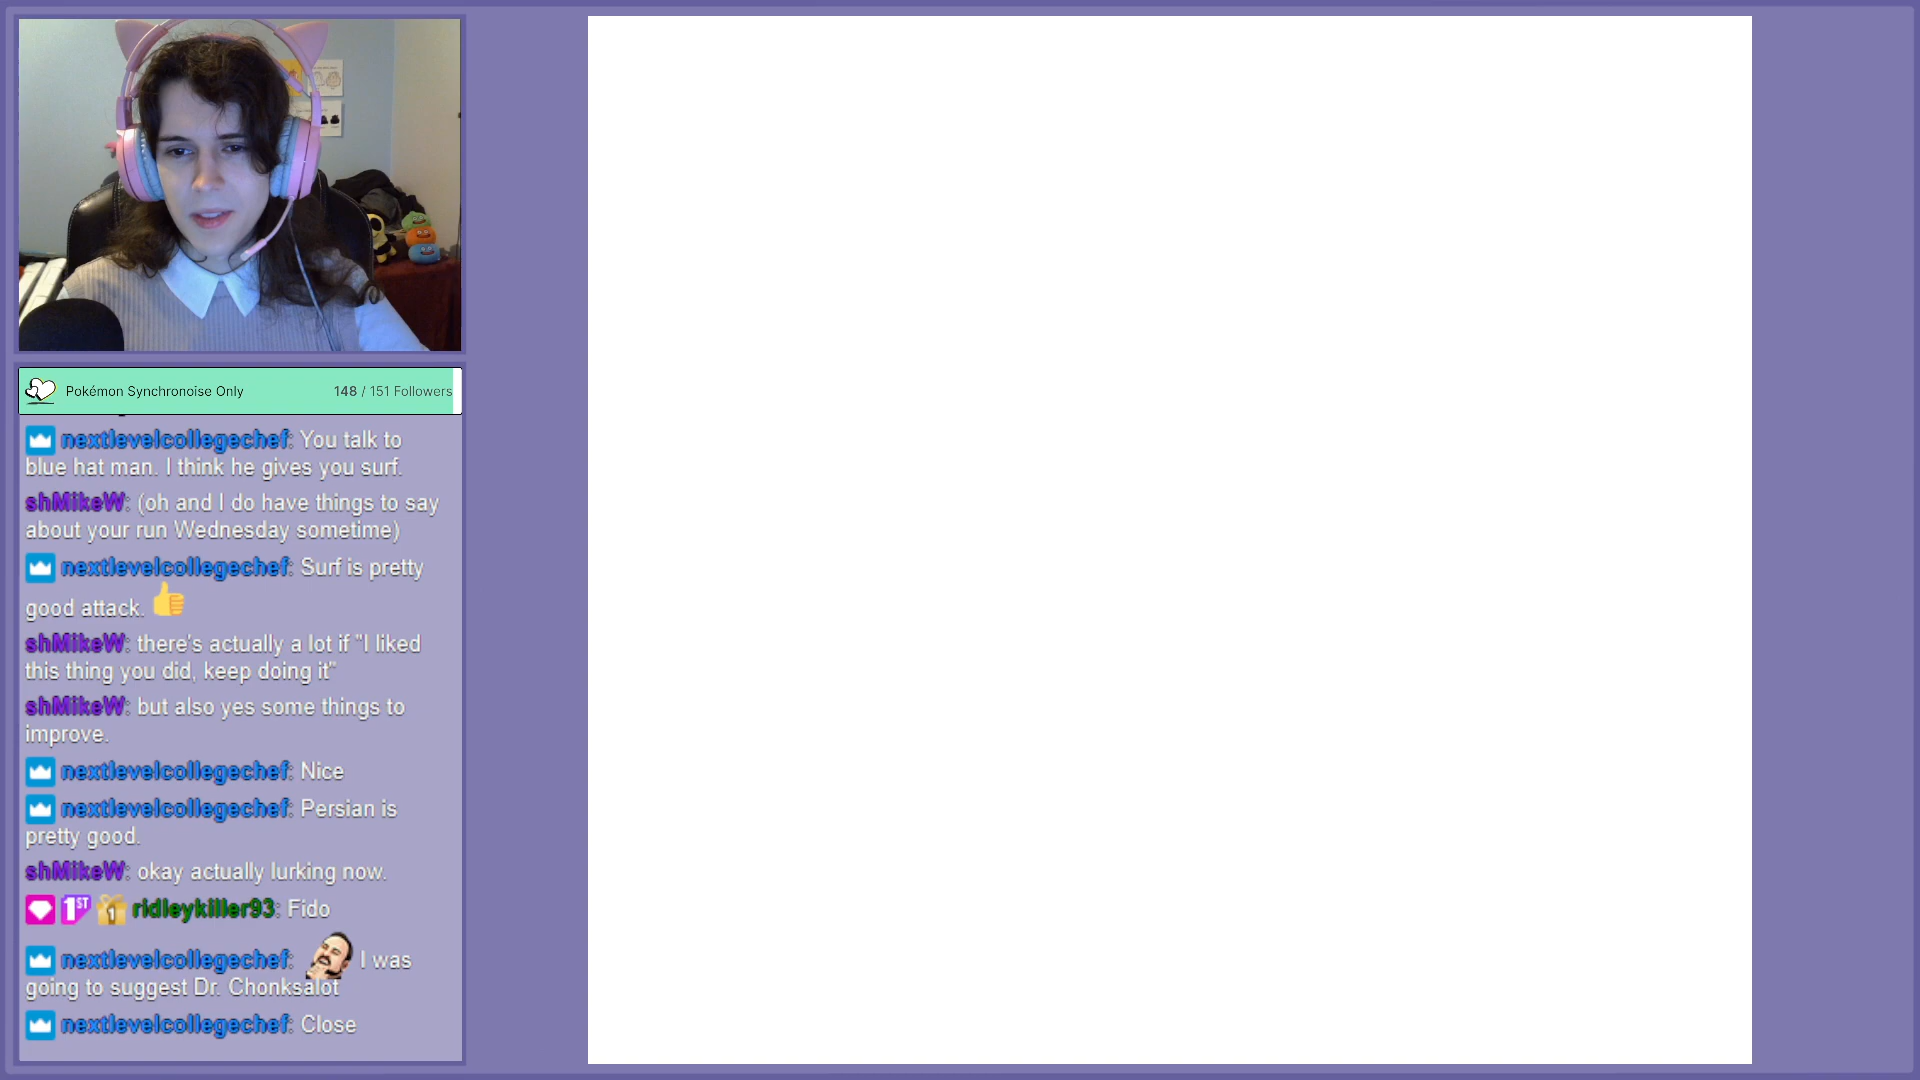 Pokémon Synchronoise Only 148 / 151 Followers
nextlevelcollegechef: You talk to
blue hat man. I think he gives you surf.
shMikeW: (oh and I do have things to say
about your run Wednesday sometime)
nextlevelcollegechef: Surf is pretty
good attack.
shMikeW: there's actually a lot if "I liked
this thing you did, keep doing it"
shMikeW: but also yes some things to
improve.
nextlevelcollegechef: Nice
nextlevelcollegechef: Persian is
pretty good.
shMikeW: okay actually lurking now.
1ST 1 ridleykiller93: Fido
nextlevelcollegechef: I was
going to suggest Dr. Chonksalot
nextlevelcollegechef: Close